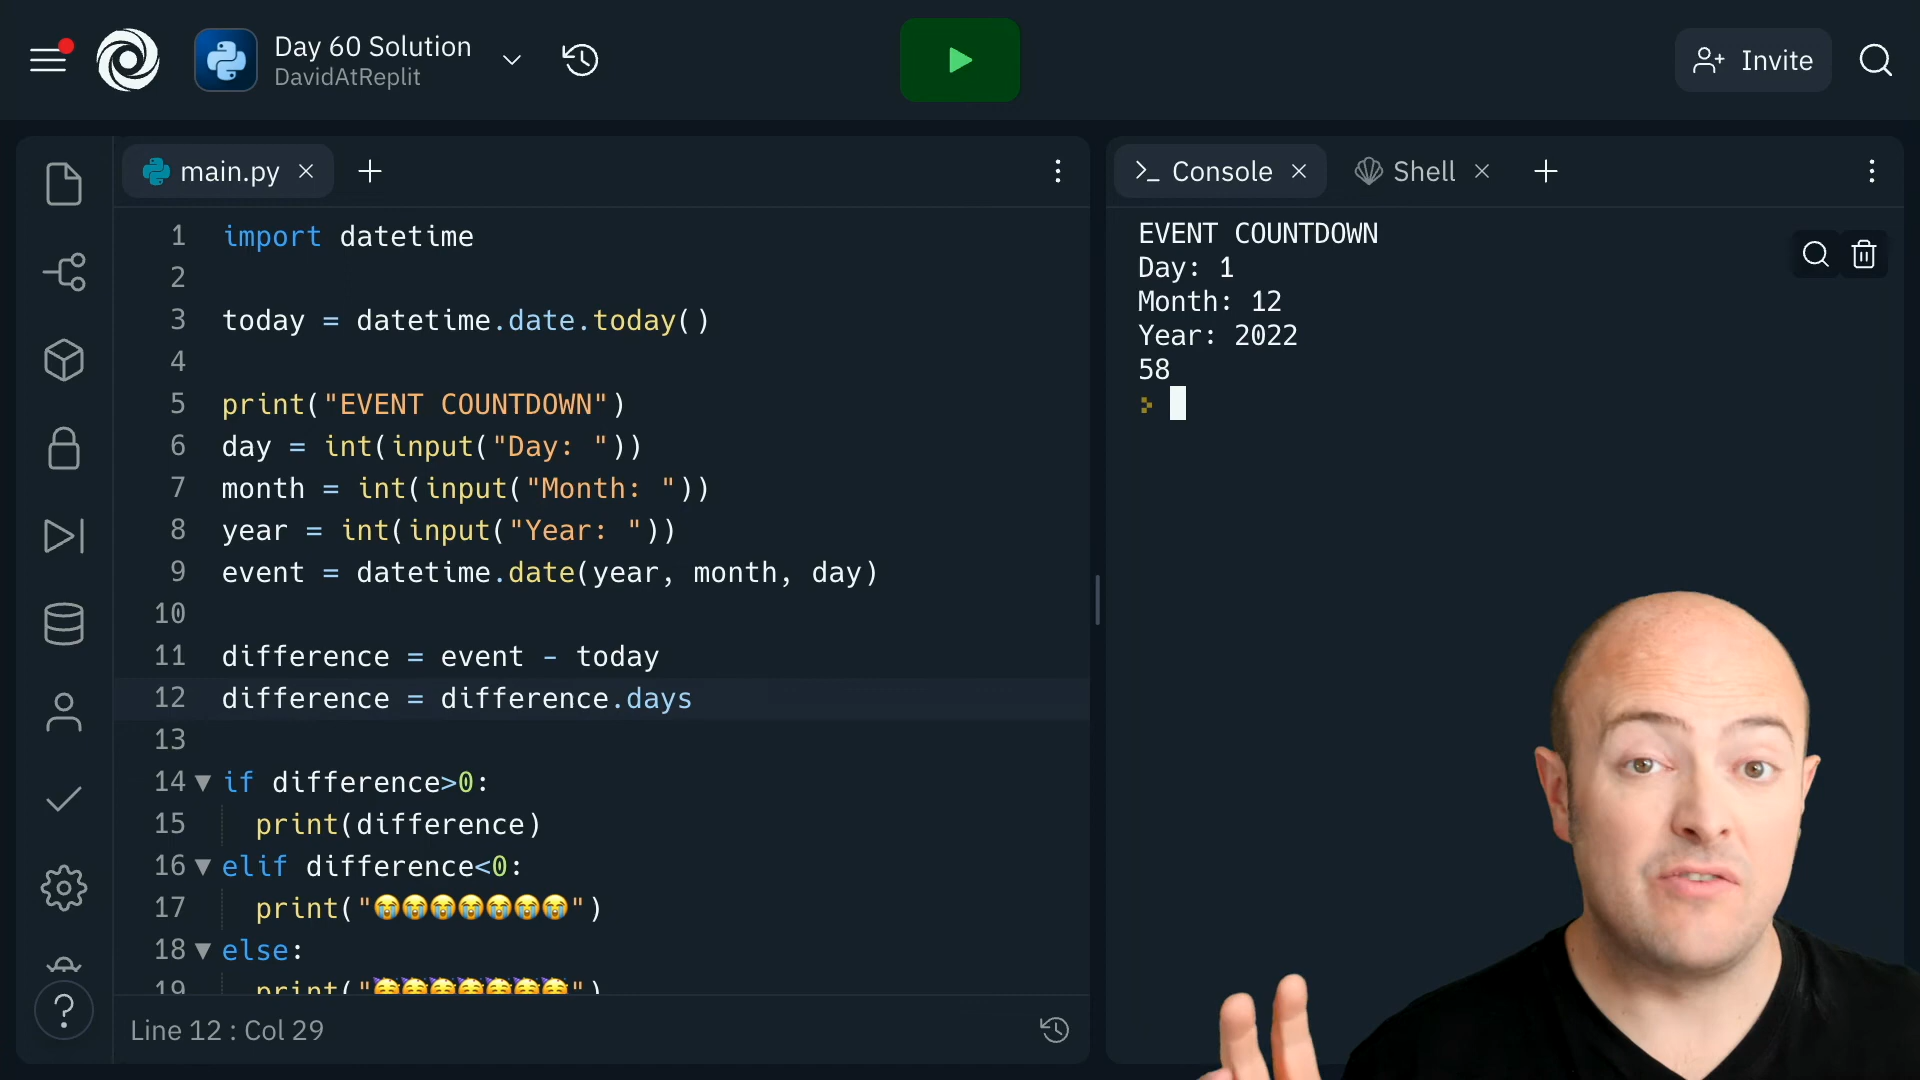 Day 60 Solution
DavidAtReplit
Invite
main.py
1 import datetime
2
3 today = datetime.date.today()
4
5 print("EVENT COUNTDOWN")
6 day = int(input("Day: "))
7 month = int(input("Month: "))
8 year = int(input("Year: "))
9 event = datetime.date(year, month, day)
10
11 difference = event - today
12 difference = difference.days
13
14 if difference>0:
15 print(difference)
16 elif difference<0:
17 print("😭😭😭😭😭😭😭")
18 else:
19 print("🥳🥳🥳🥳🥳🥳🥳")
Line 12 : Col 29
Console
Shell
EVENT COUNTDOWN
Day: 1
Month: 12
Year: 2022
58